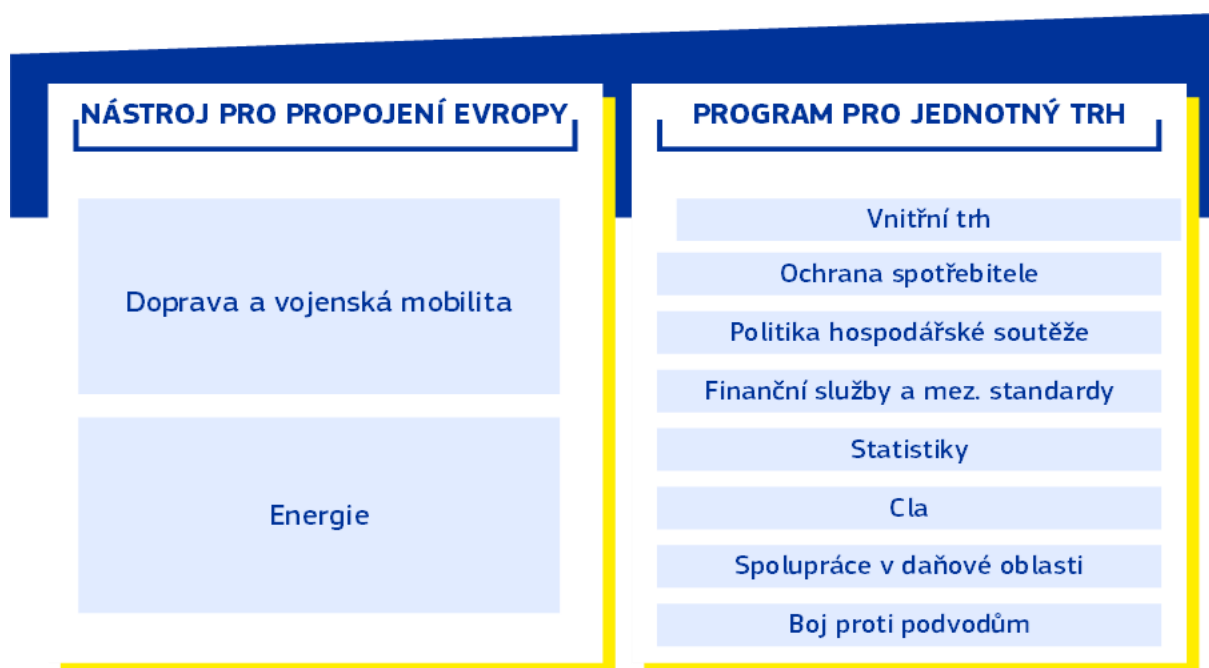 NÁSTROJ PRO PROPOJENÍ EVROPY
Doprava a vojenská mobilita
Energie
PROGRAM PRO JEDNOTNÝ TRH
Vnitřní trh
Ochrana spotřebitele
Politika hospodářské soutěže
Finanční služby a mez. standardy
Statistiky
Cla
Spolupráce v daňové oblasti
Boj proti podvodům